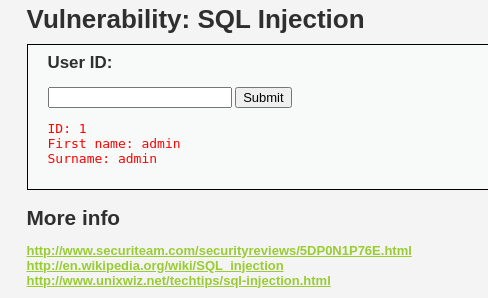 Vulnerability: SQL Injection
User ID:
Submit
ID: 1
First name: admin
Surname: admin
More info
http://www.securiteam.com/securityreviews/5DP0N1P76E.html
http://en.wikipedia.org/wiki/SQL_injection
http://www.unixwiz.net/techtips/sql-injection.html